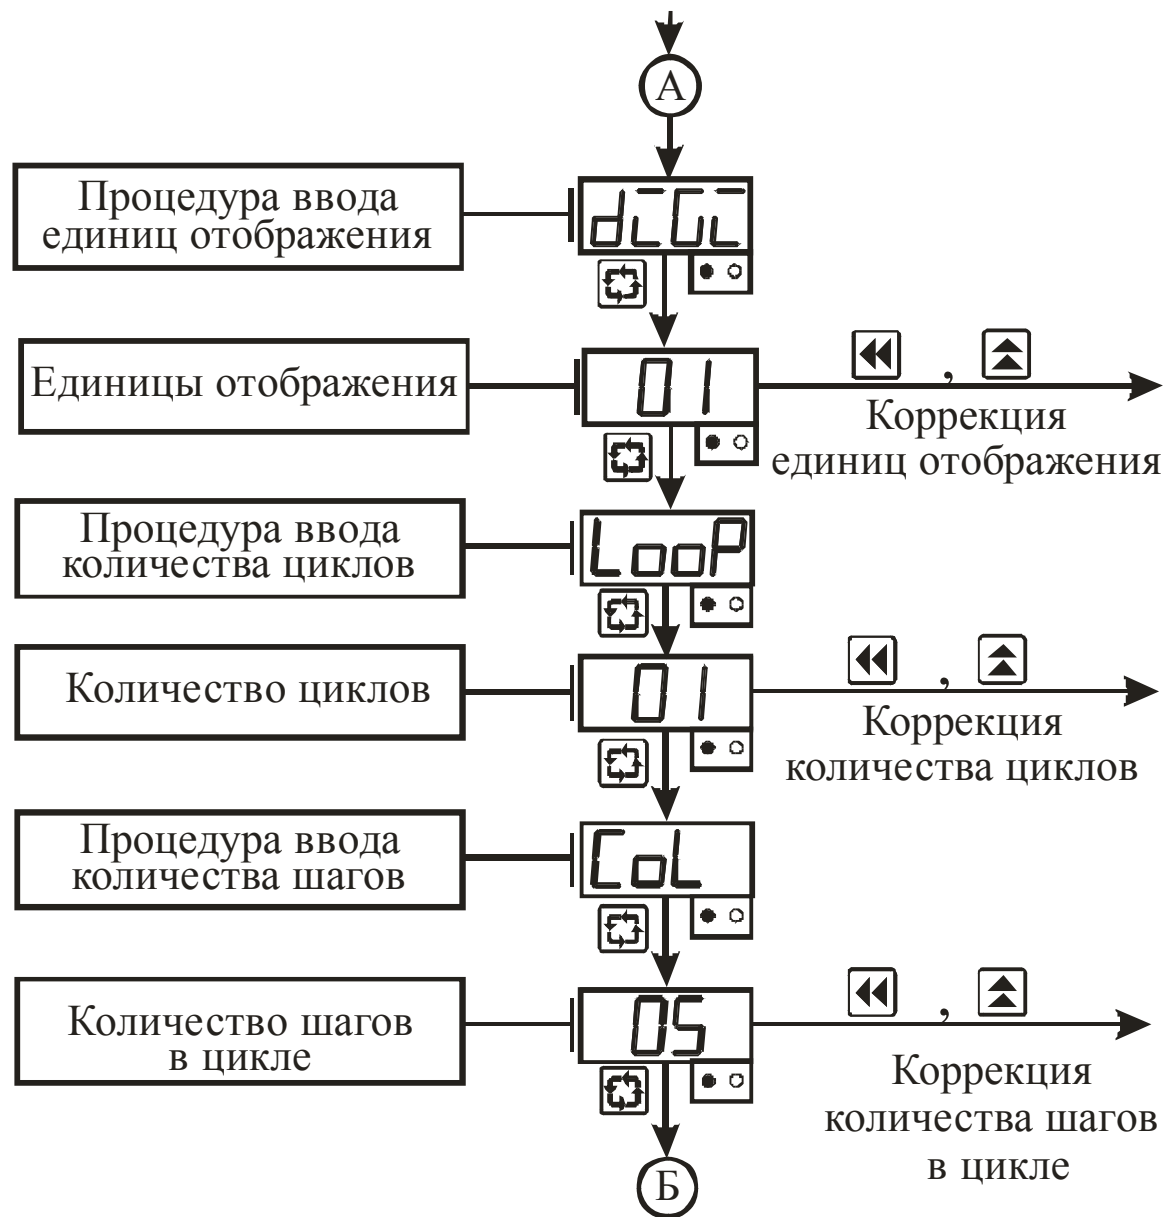 А
Процедура ввода
единиц отображения
Единицы отображения
01
,
Коррекция
единиц отображения
Процедура ввода
количества циклов
LooP
Количество циклов
01
,
Коррекция
количества циклов
Процедура ввода
количества шагов
CoL
Количество шагов
в цикле
05
,
Коррекция
количества шагов
в цикле
Б